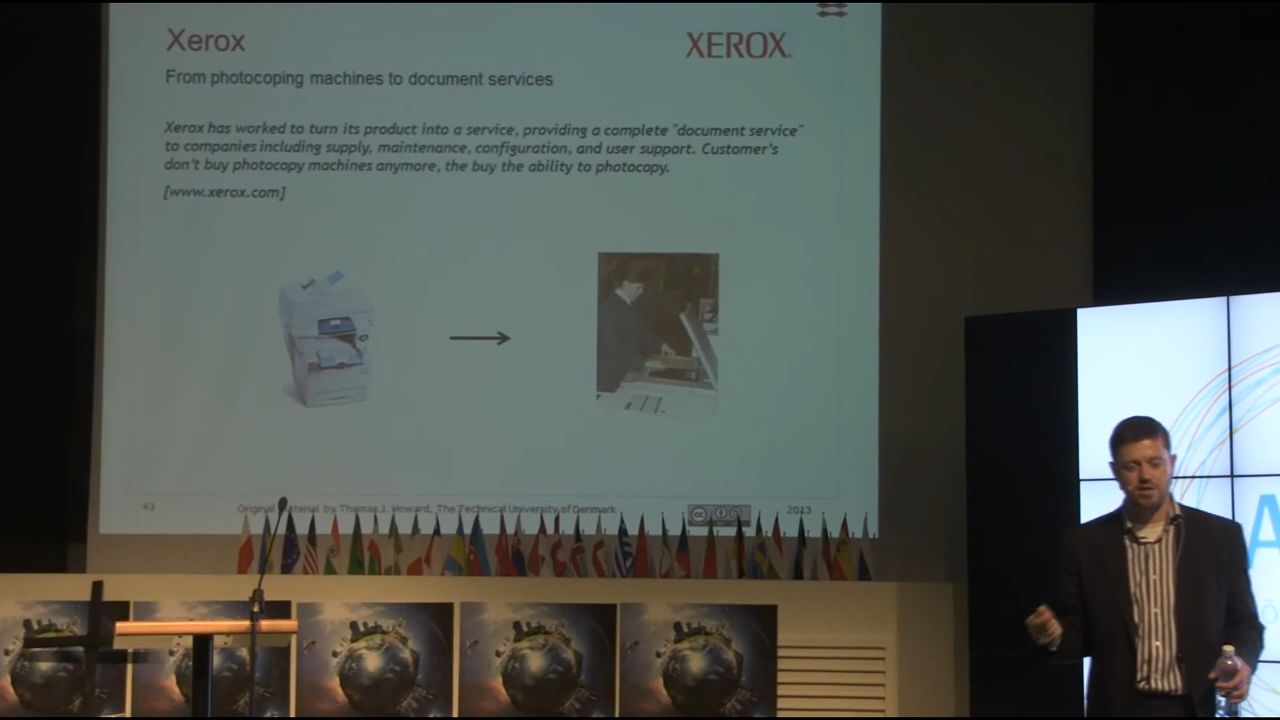 Xerox
XEROX.
From photocoping machines to document services
Xerox has worked to turn its product into a service, providing a complete "document service"
to companies including supply, maintenance, configuration, and user support. Customer's
don't buy photocopy machines anymore, the buy the ability to photocopy.
[www.xerox.com]
43
Original Material by Thomas J. Howard, The Technical University of Denmark
cc
2013
A